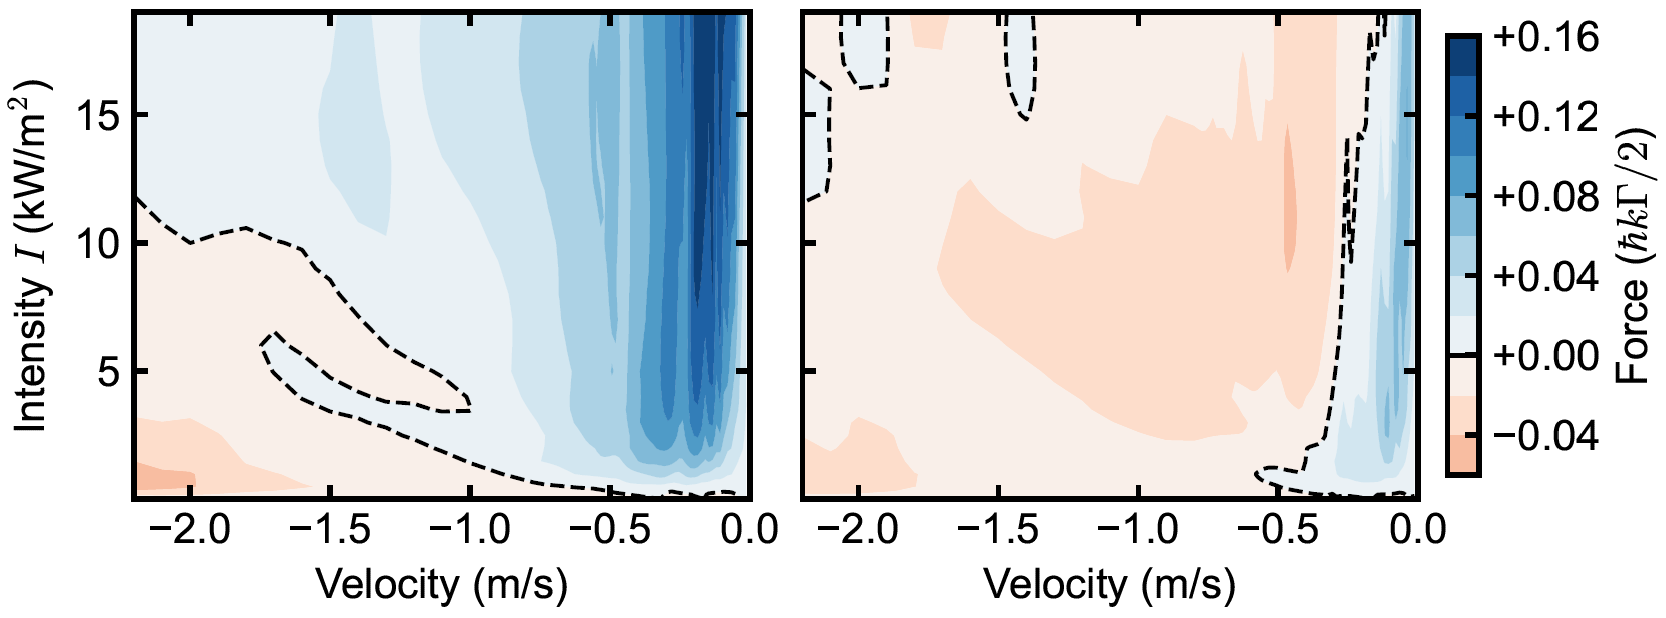 Intensity I (kW/m²)
15
10
5
−2.0 −1.5 −1.0 −0.5 0.0
Velocity (m/s)
−2.0 −1.5 −1.0 −0.5 0.0
Velocity (m/s)
+0.16
+0.12
+0.08
+0.04
+0.00
−0.04
Force (ħkΓ/2)